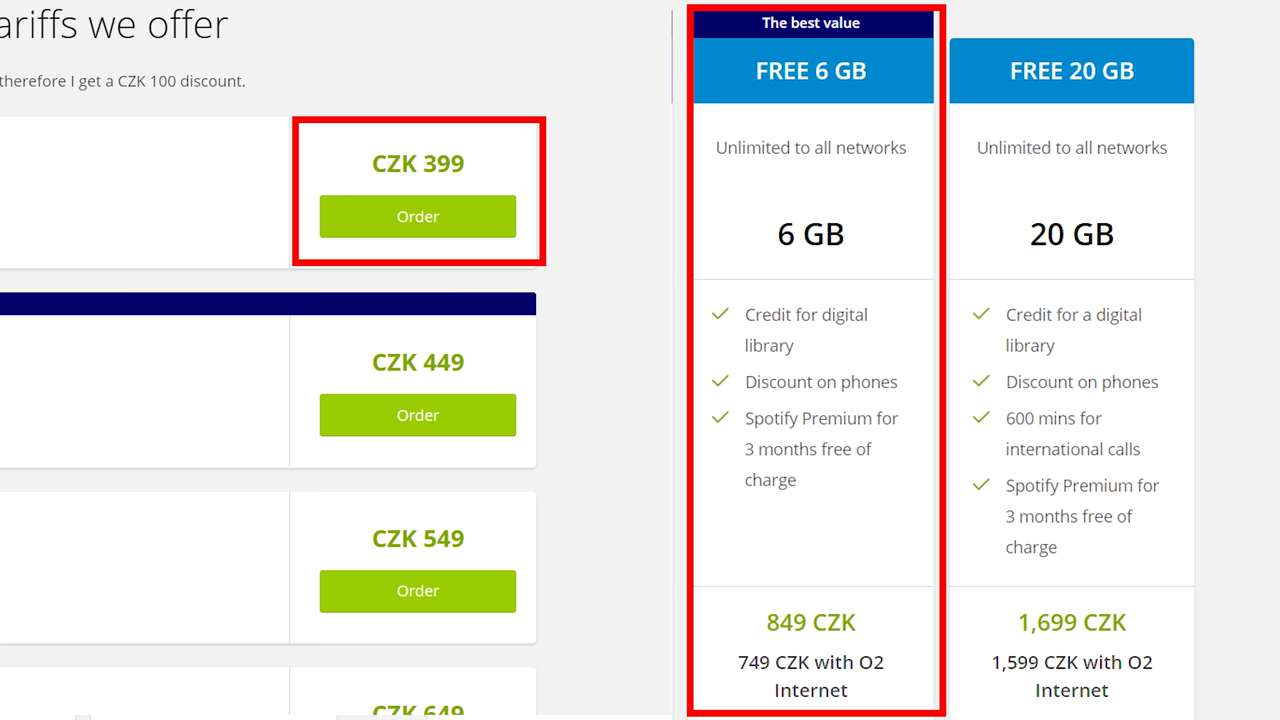 ariffs we offer
therefore I get a CZK 100 discount.
CZK 399
Order
CZK 449
Order
CZK 549
Order
CZK 649
The best value
FREE 6 GB
Unlimited to all networks
6 GB
Credit for digital
library
Discount on phones
Spotify Premium for
3 months free of
charge
849 CZK
749 CZK with O2
Internet
FREE 20 GB
Unlimited to all networks
20 GB
Credit for a digital
library
Discount on phones
600 mins for
international calls
Spotify Premium for
3 months free of
charge
1,699 CZK
1,599 CZK with O2
Internet